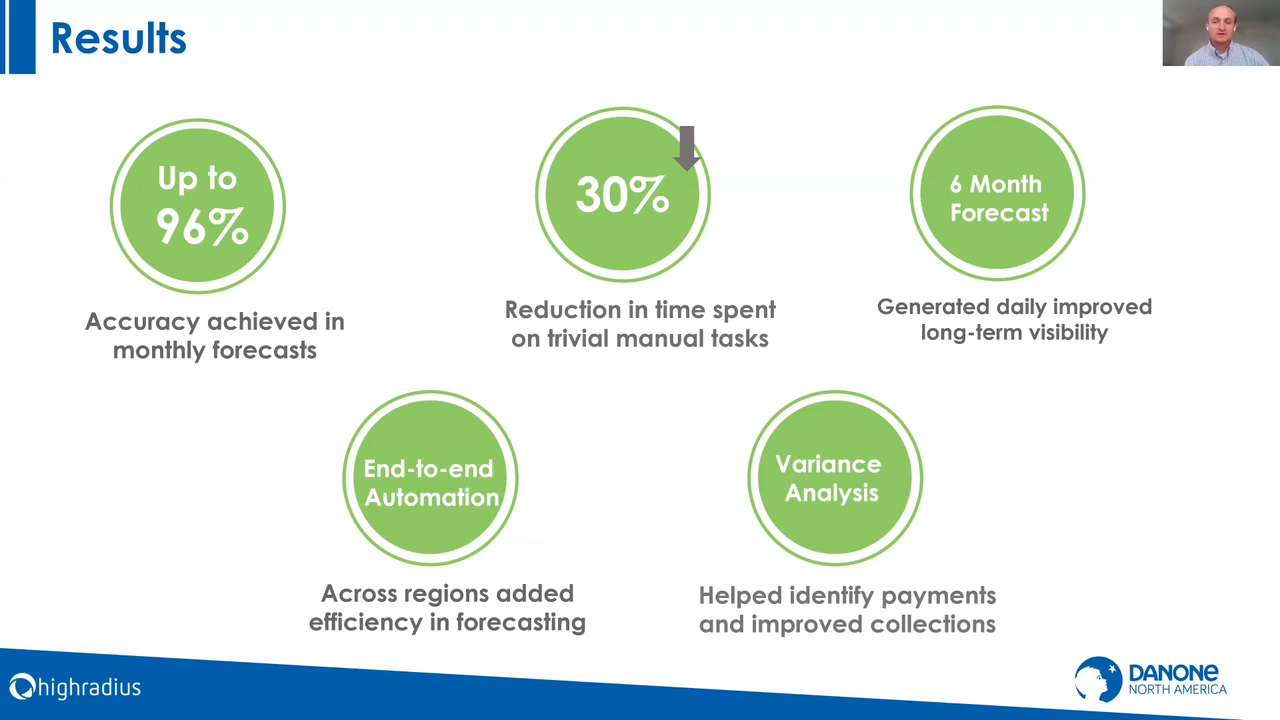 Results
Up to
96%
Accuracy achieved in
monthly forecasts
30%
Reduction in time spent
on trivial manual tasks
6 Month
Forecast
Generated daily improved
long-term visibility
End-to-end
Automation
Across regions added
efficiency in forecasting
Variance
Analysis
Helped identify payments
and improved collections
highradius
DANONE
NORTH AMERICA